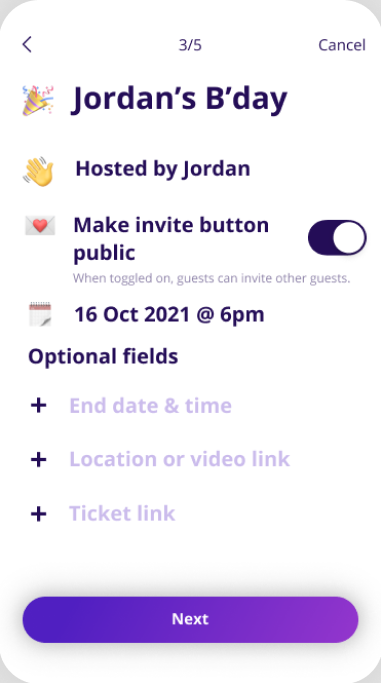 3/5 Cancel
Jordan’s B’day
Hosted by Jordan
Make invite button
public
When toggled on, guests can invite other guests.
16 Oct 2021 @ 6pm
Optional fields
+ End date & time
+ Location or video link
+ Ticket link
Next